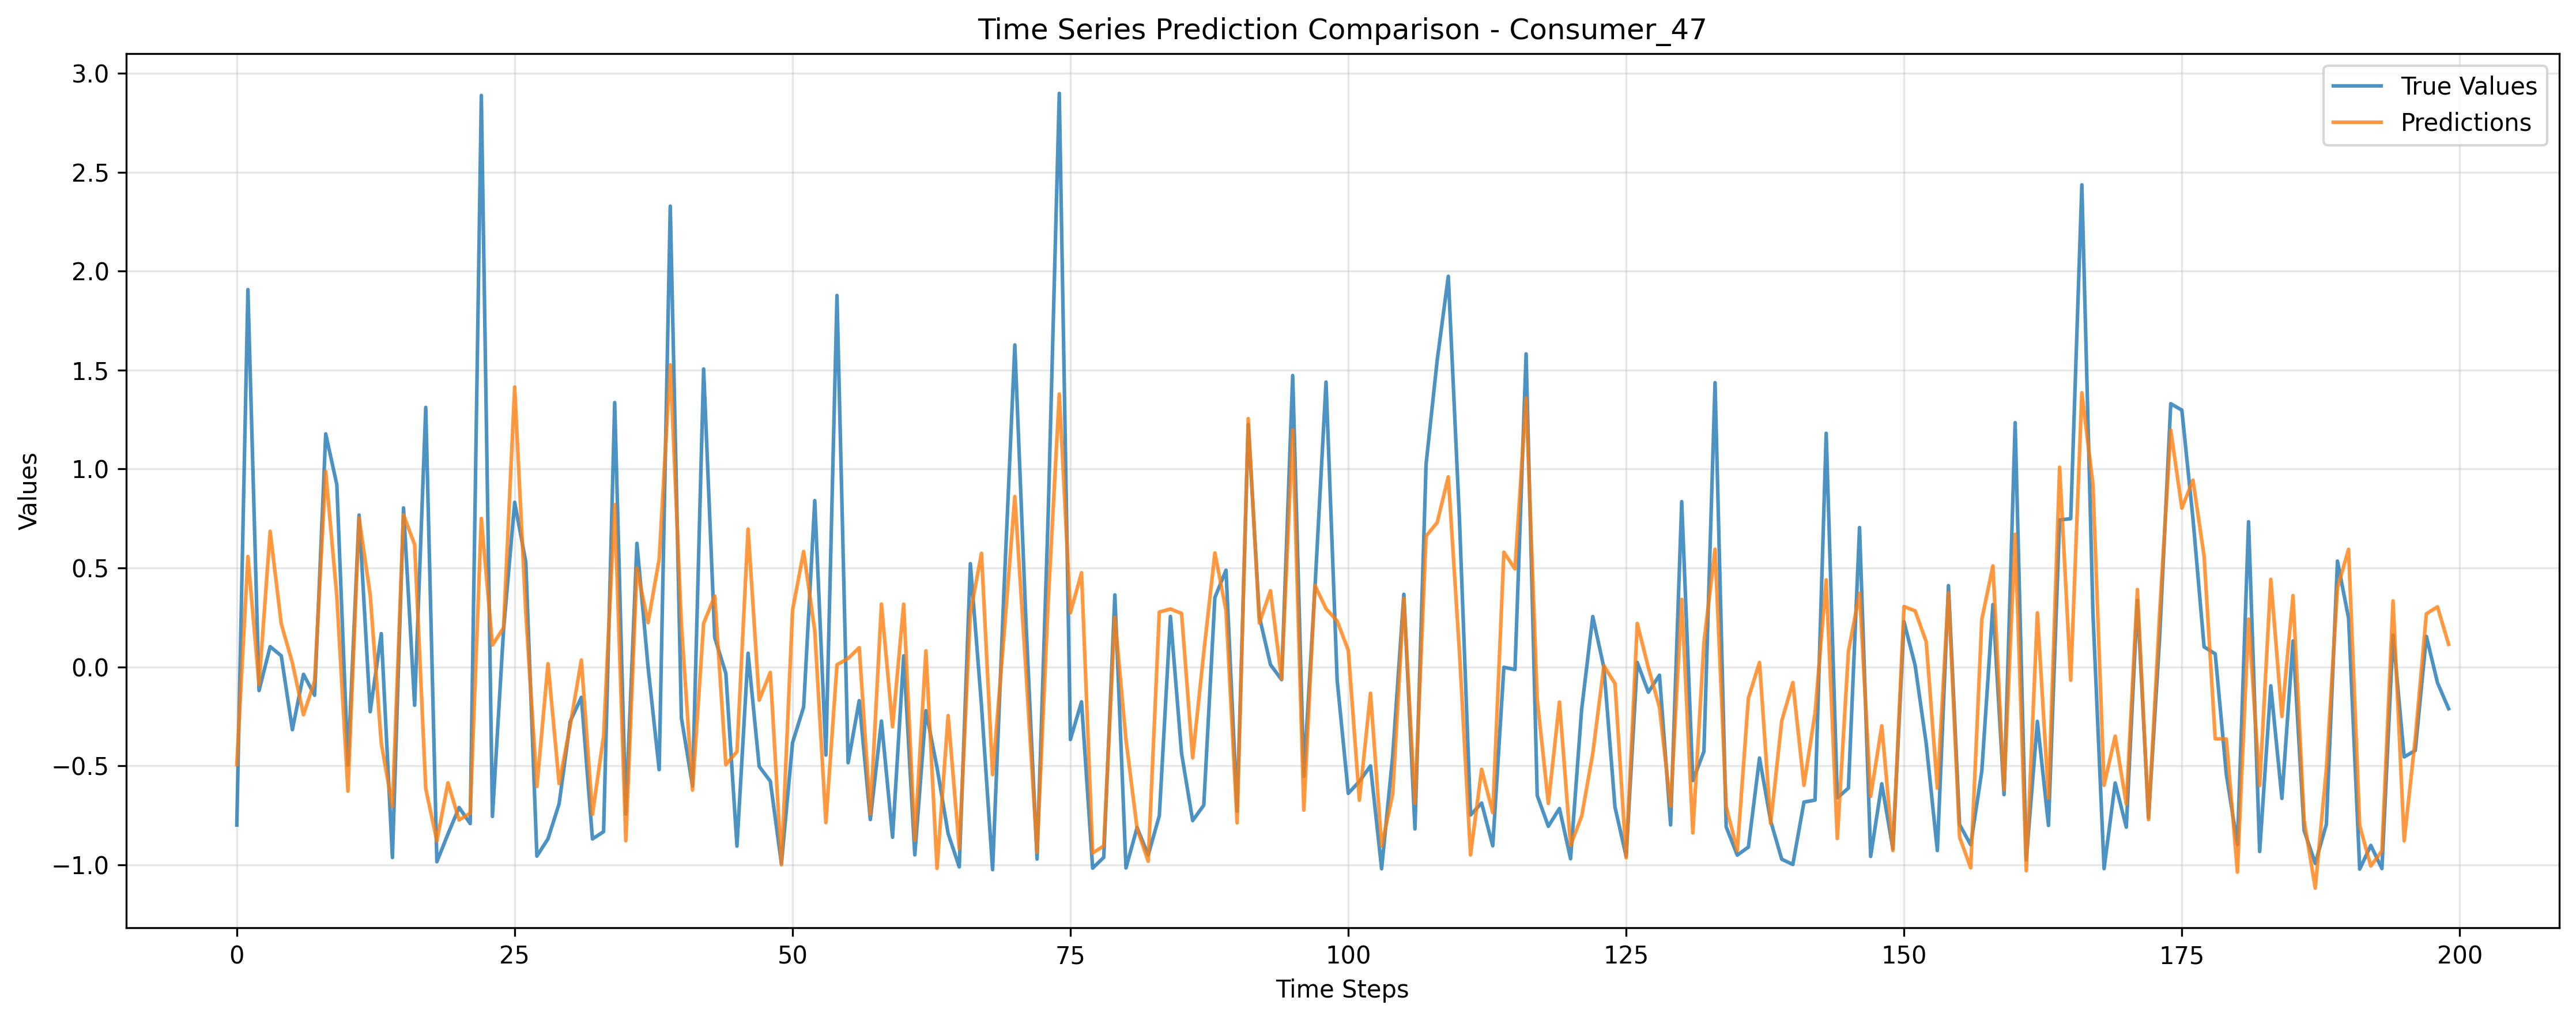 Time Series Prediction Comparison - Consumer_47
True Values
Predictions
Values
3.0
2.5
2.0
1.5
1.0
0.5
0.0
−0.5
−1.0
0 25 50 75 100 125 150 175 200
Time Steps